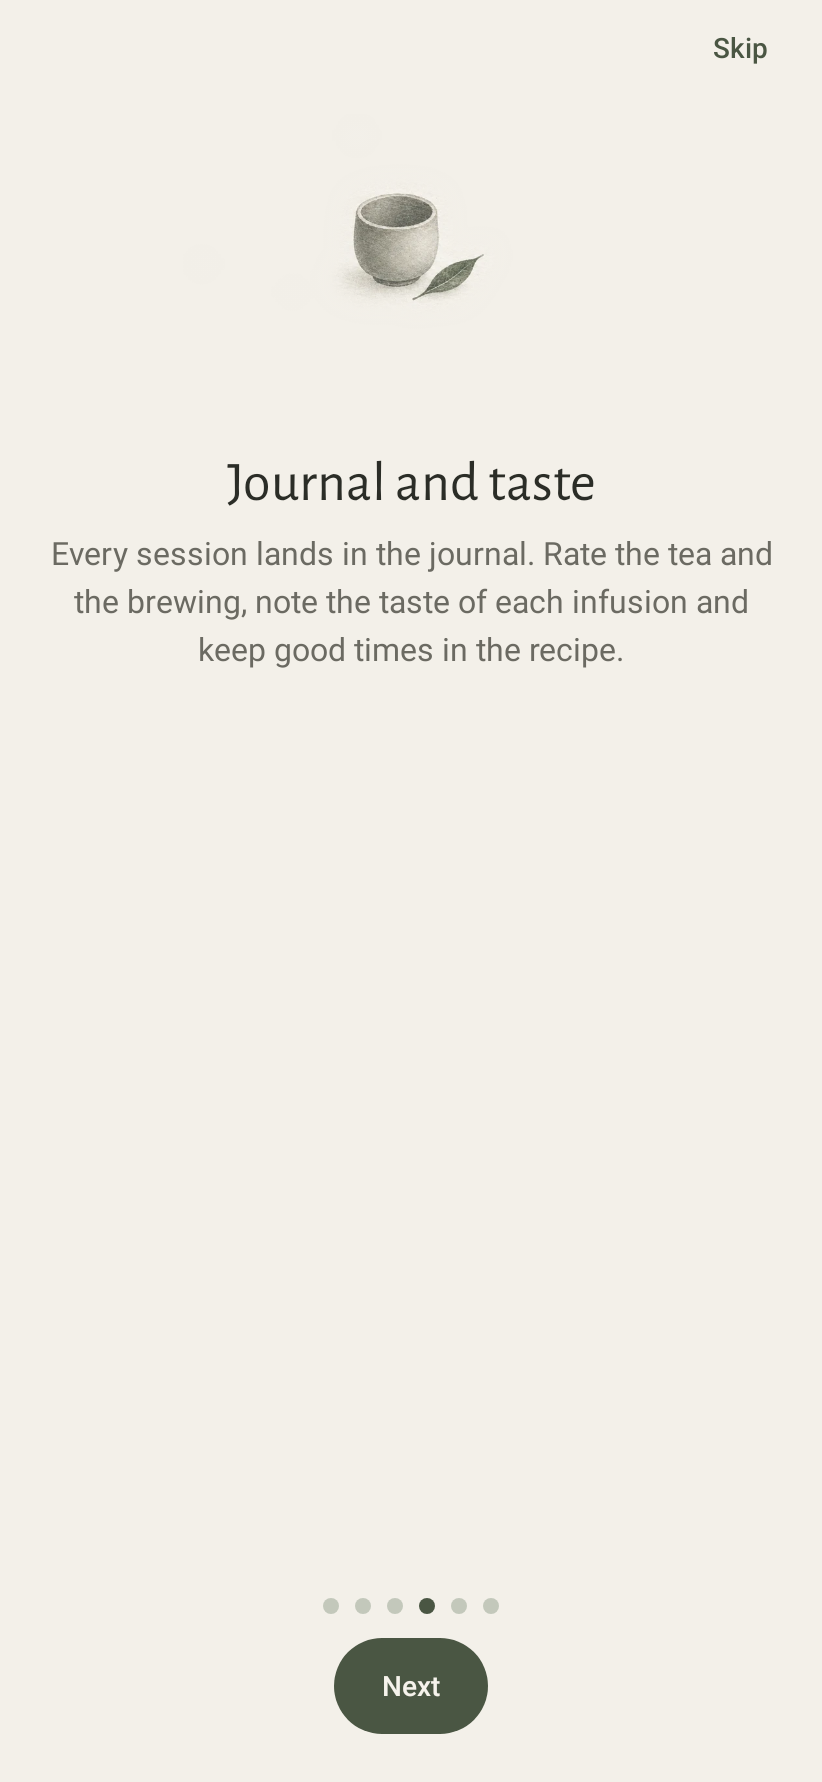 Skip
Journal and taste
Every session lands in the journal. Rate the tea and
the brewing, note the taste of each infusion and
keep good times in the recipe.
Next